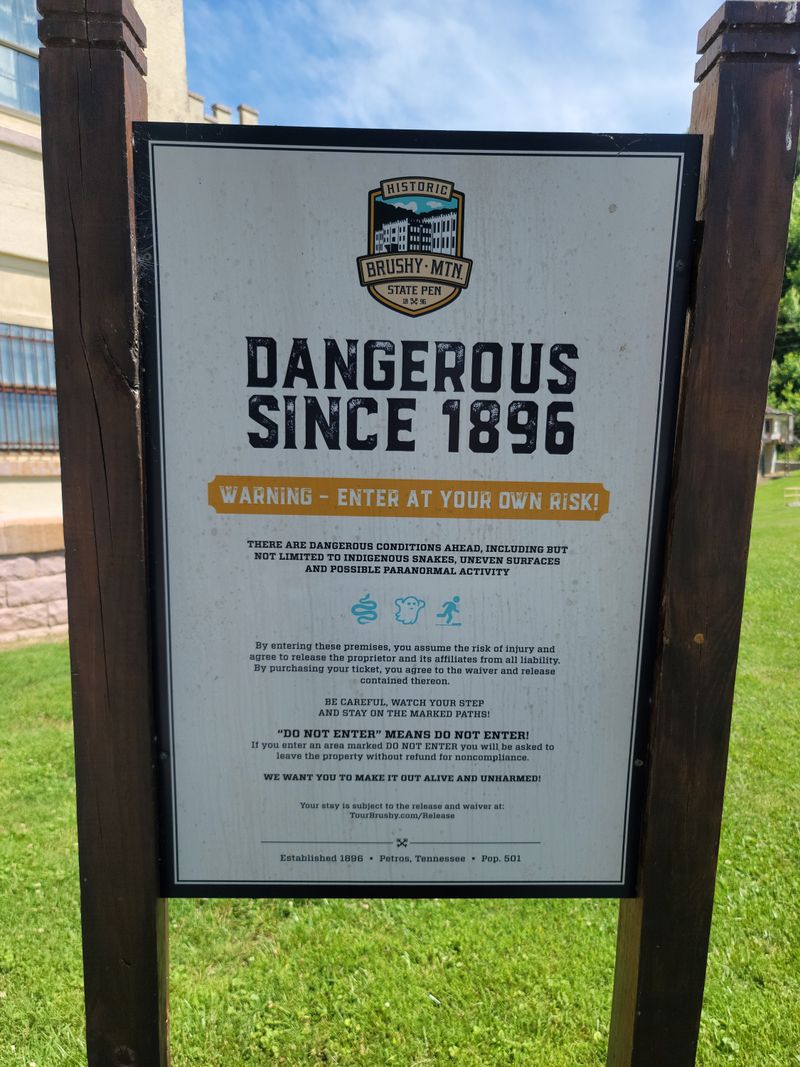 HISTORIC
BRUSHY · MTN.
STATE PEN
18 96
DANGEROUS
SINCE 1896
WARNING - ENTER AT YOUR OWN RISK!
THERE ARE DANGEROUS CONDITIONS AHEAD, INCLUDING BUT
NOT LIMITED TO INDIGENOUS SNAKES, UNEVEN SURFACES
AND POSSIBLE PARANORMAL ACTIVITY
By entering these premises, you assume the risk of injury and
agree to release the proprietor and its affiliates from all liability.
By purchasing your ticket, you agree to the waiver and release
contained thereon.
BE CAREFUL, WATCH YOUR STEP
AND STAY ON THE MARKED PATHS!
“DO NOT ENTER” MEANS DO NOT ENTER!
If you enter an area marked DO NOT ENTER you will be asked to
leave the property without refund for noncompliance.
WE WANT YOU TO MAKE IT OUT ALIVE AND UNHARMED!
Your stay is subject to the release and waiver at:
TourBrushy.com/Release
Established 1896 • Petros, Tennessee • Pop. 501